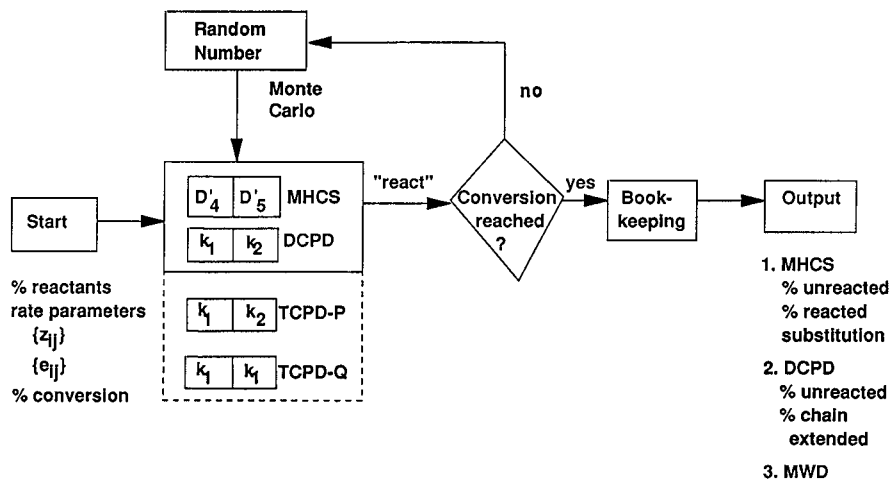 Random
Number
Monte
Carlo
no
Start
D'4 D'5 MHCS
k1 k2 DCPD
"react"
Conversion
reached
?
yes
Book-
keeping
Output
% reactants
rate parameters
{zij}
{eij}
% conversion
k1 k2 TCPD-P
k1 k1 TCPD-Q
1. MHCS
% unreacted
% reacted
substitution
2. DCPD
% unreacted
% chain
extended
3. MWD